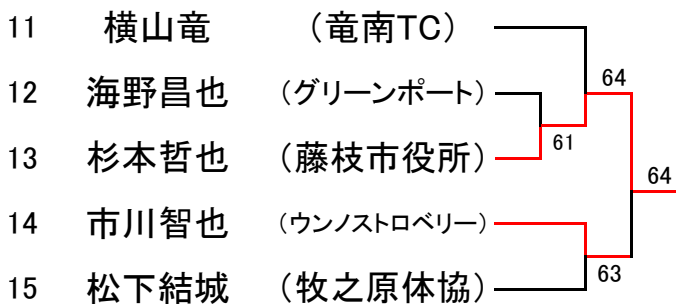 11 横山竜 (竜南TC)
64
12 海野昌也 (グリーンポート)
61
13 杉本哲也 (藤枝市役所)
64
14 市川智也 (ウンノストロベリー)
63
15 松下結城 (牧之原体協)